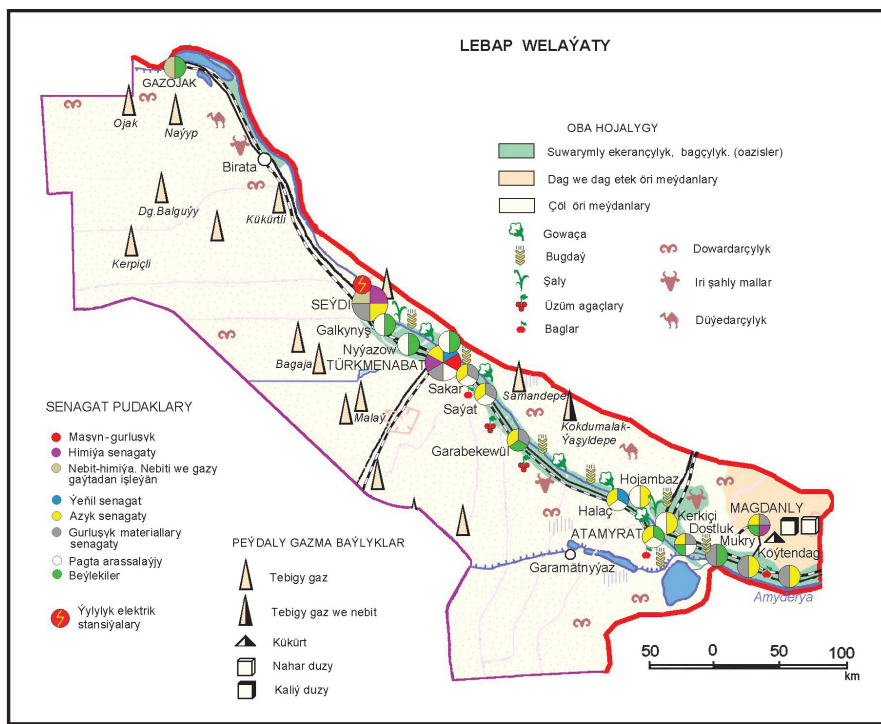 LEBAP WELAÝATY
OBA HOJALYGY
Suwarymly ekerançylyk, bagçylyk. (oazisler)
Dag we dag etek öri meýdanlary
Çöl öri meýdanlary
Gowaça
Bugdaý
Şaly
Üzüm agaçlary
Baglar
Dowardarçylyk
Iri şahly mallar
Düýedarçylyk
GAZOJAK
Ojak
Naýyp
Birata
Dg.Balguýy
Kükürtli
Kerpiçli
SEÝDI
Galkynyş
Nyýazow
Bagaja
TÜRKMENABAT
Sakar
Samandepe
Malaý
Saýat
Kokdumalak-
Ýaşyldepe
Garabekewül
Hojambaz
Halaç
MAGDANLY
Kerkiçi
Dostluk
ATAMYRAT
Mukry
Köýtendag
Garamatnyýaz
Amyderýa
SENAGAT PUDAKLARY
Maşyn-gurluşyk
Himiýa senagaty
Nebit-himiýa. Nebiti we gazy
gaýtadan işleýän
Ýeňil senagat
Azyk senagaty
Gurluşyk materiallary
senagaty
Pagta arassalaýjy
Beýlekiler
Ýylylyk elektrik
stansiýalary
PEÝDALY GAZMA BAÝLYKLAR
Tebigy gaz
Tebigy gaz we nebit
Kükürt
Nahar duzy
Kaliý duzy
50 0 50 100
km